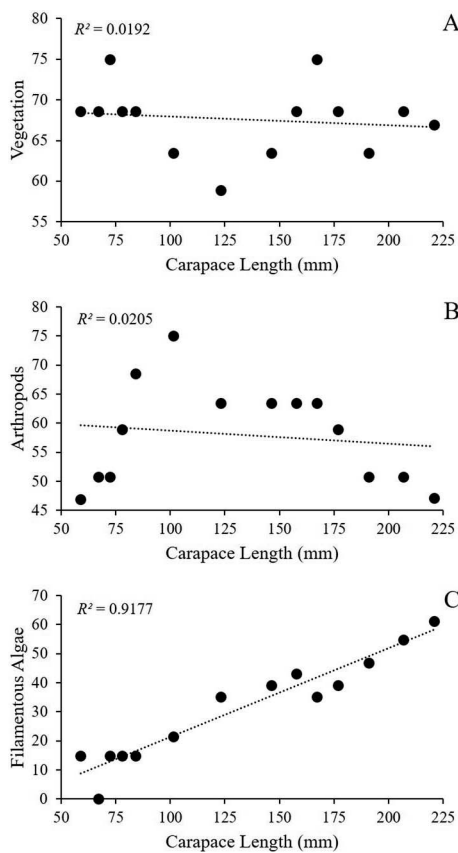 A
R² = 0.0192
80
75
70
65
60
55
Vegetation
50 75 100 125 150 175 200 225
Carapace Length (mm)
B
R² = 0.0205
80
75
70
65
60
55
50
45
Arthropods
50 75 100 125 150 175 200 225
Carapace Length (mm)
C
R² = 0.9177
70
60
50
40
30
20
10
0
Filamentous Algae
50 75 100 125 150 175 200 225
Carapace Length (mm)